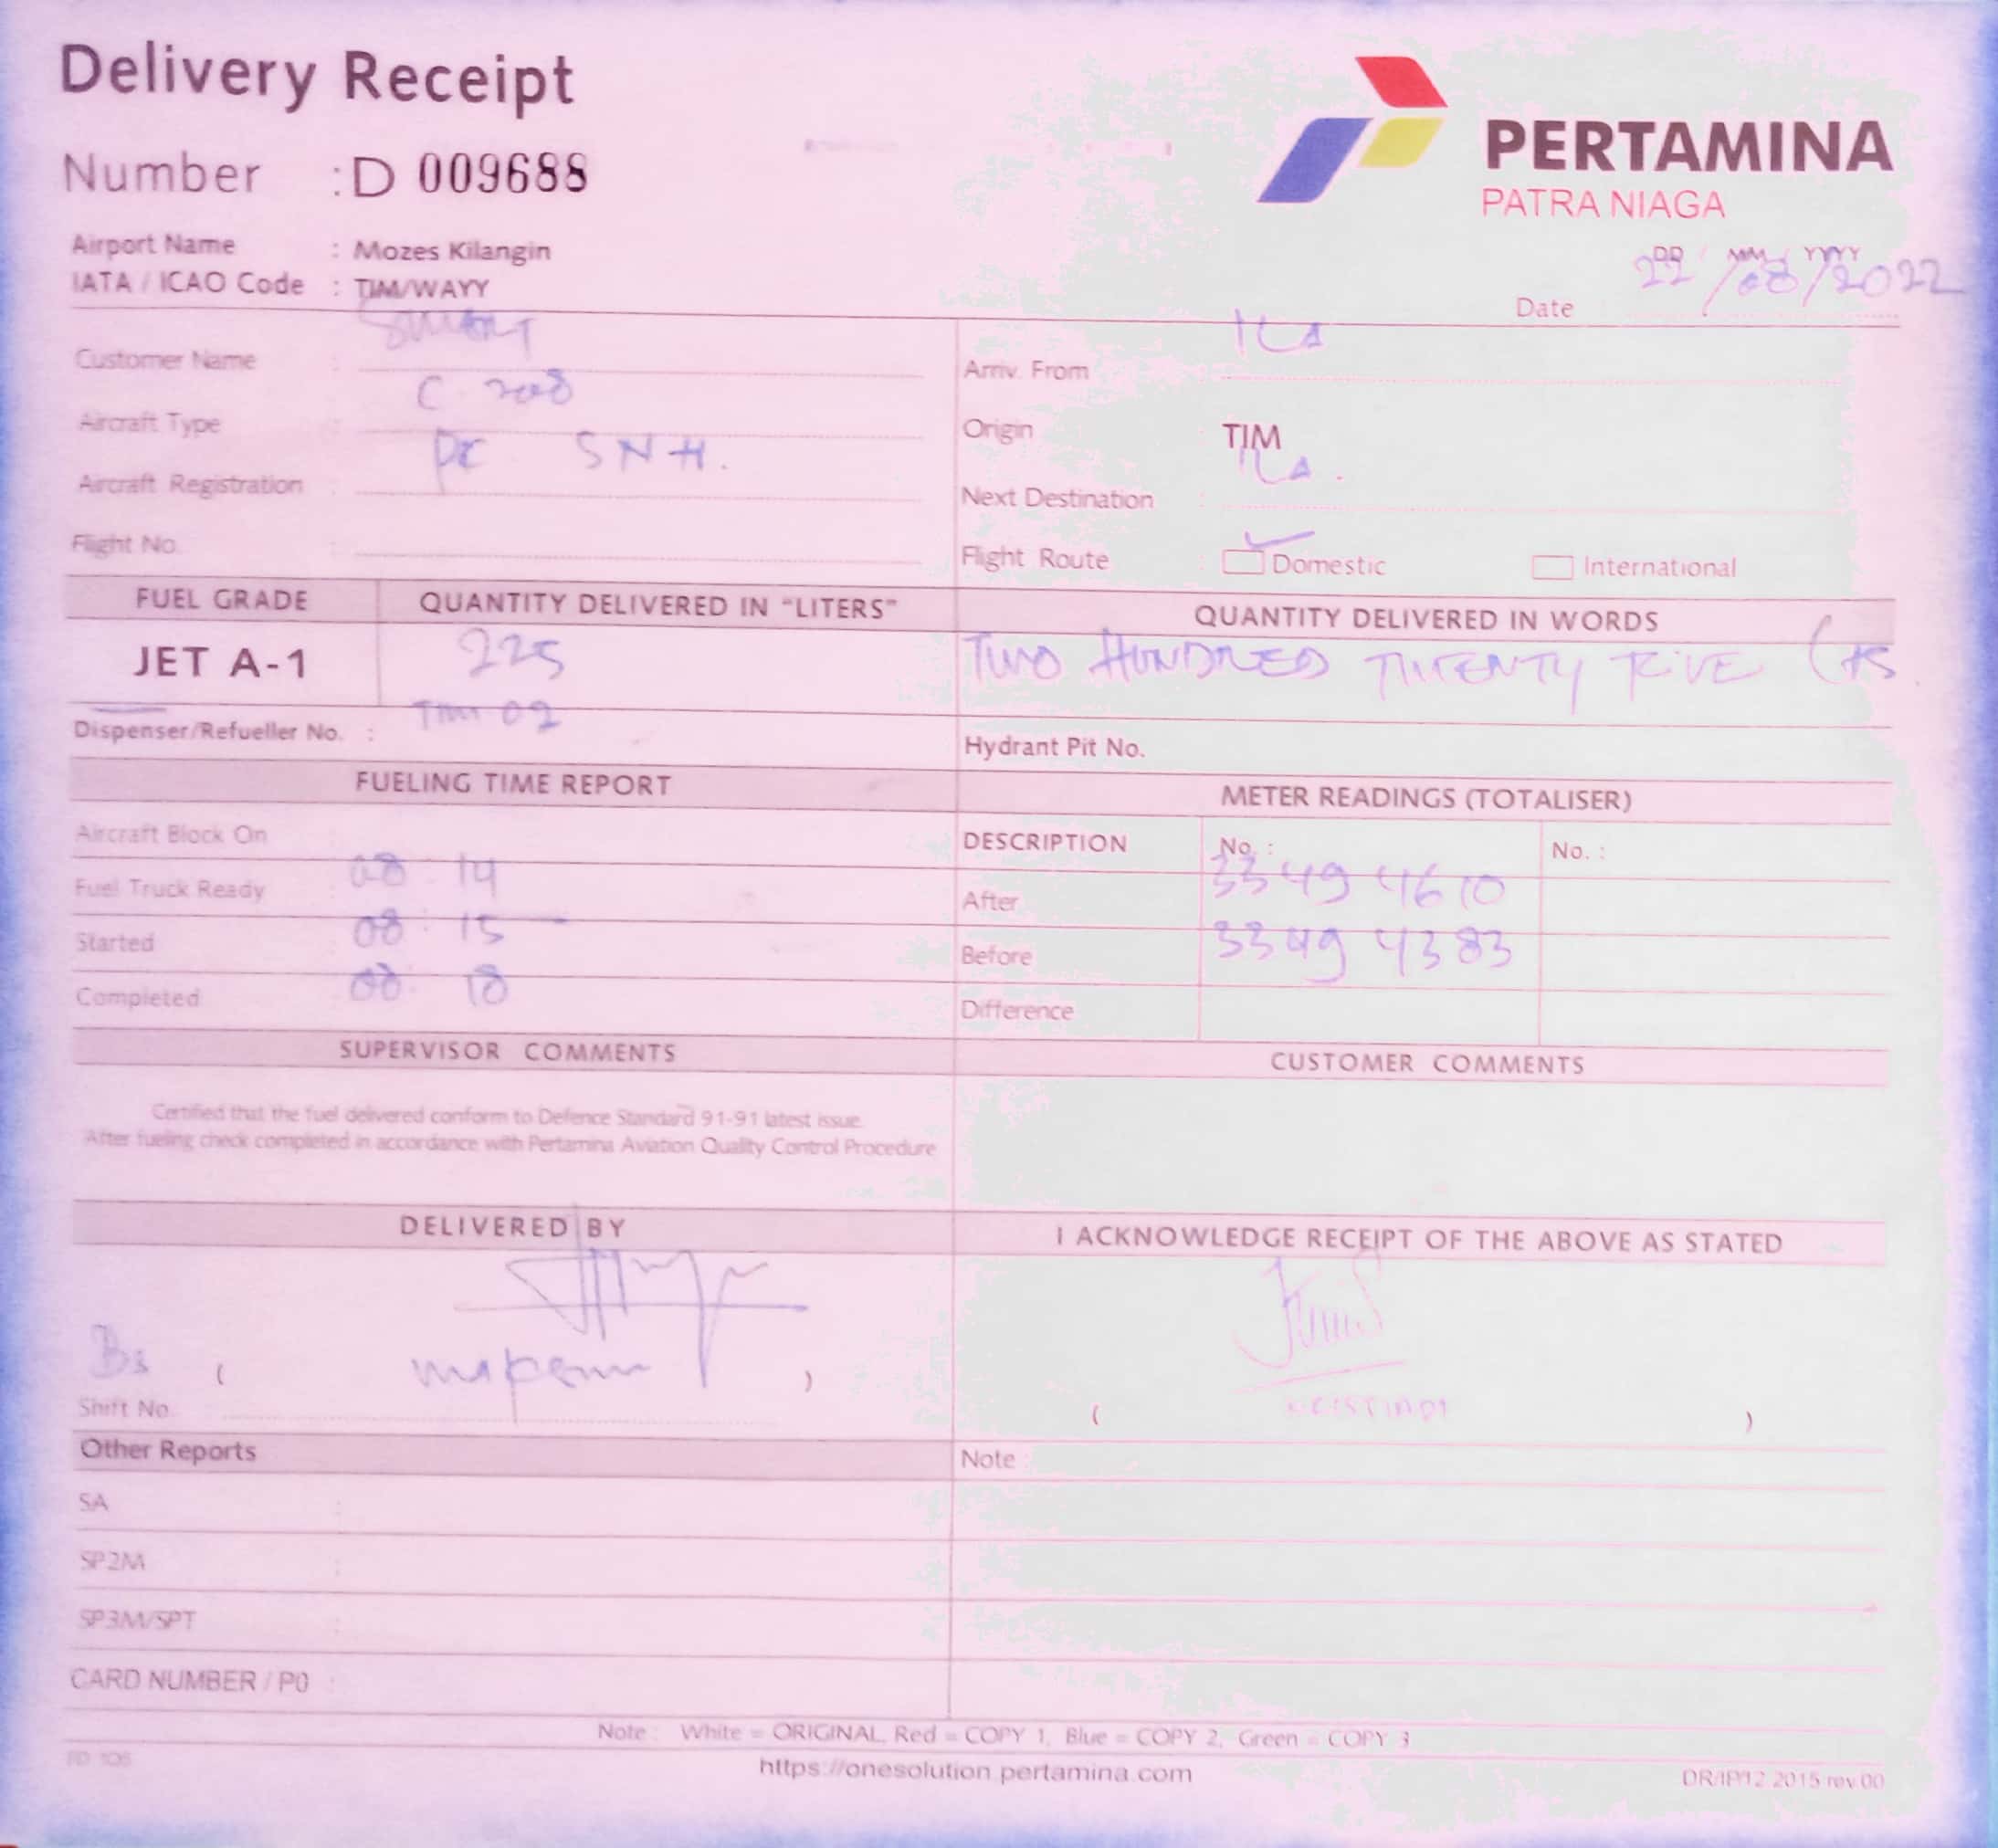 Delivery Receipt
Number : D 009688
PERTAMINA
PATRA NIAGA
Airport Name : Mozes Kilangin
IATA / ICAO Code : TIM/WAYY
DD / MM / YYYY
Date 22/08/2022
Customer Name : SMART
Aircraft Type : C 208
Aircraft Registration : PK SNH.
Flight No.
Arriv. From
Origin TIM
Next Destination :
Flight Route : Domestic International
FUEL GRADE QUANTITY DELIVERED IN "LITERS" QUANTITY DELIVERED IN WORDS
JET A-1 225 TWO HUNDRED TWENTY FIVE
Dispenser/Refueller No. : TIM 02 Hydrant Pit No.
FUELING TIME REPORT METER READINGS (TOTALISER)
Aircraft Block On DESCRIPTION No. : No. :
Fuel Truck Ready : 08 : 14 After 3349 4610
Started 08 : 15 Before 3349 4383
Completed 08 : 18 Difference
SUPERVISOR COMMENTS CUSTOMER COMMENTS
Certified that the fuel delivered conform to Defence Standard 91-91 latest issue.
After fueling check completed in accordance with Pertamina Aviation Quality Control Procedure
DELIVERED BY I ACKNOWLEDGE RECEIPT OF THE ABOVE AS STATED
( )
Shift No. ( )
Other Reports Note :
SA :
SP2M :
SP3M/SPT :
CARD NUMBER / P0 :
Note : White = ORIGINAL, Red = COPY 1, Blue = COPY 2, Green = COPY 3
https://onesolution.pertamina.com
DR/IP/12 2015 rev.00